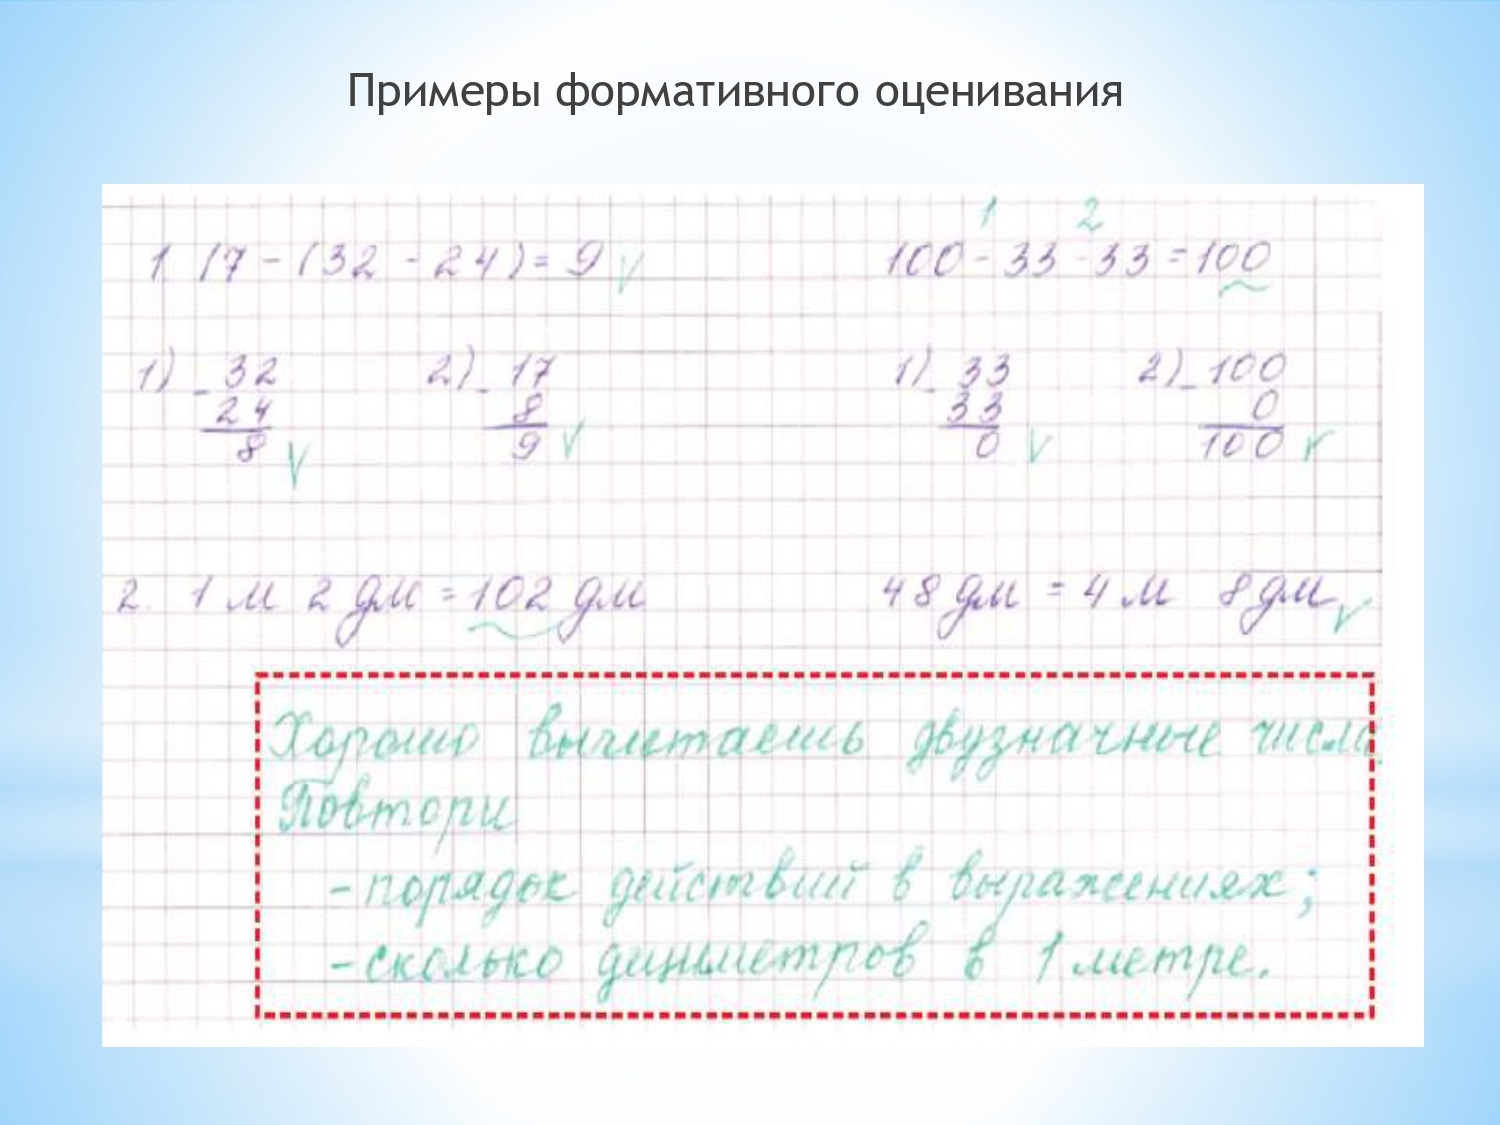 Примеры формативного оценивания
1 2
1. 17 - (32 - 24) = 9 100 - 33 - 33 = 100
1) - 32 2) - 17 1) - 33 2) - 100
24 8 33 0
8 9 0 100
2. 1 м 2 дм = 102 дм 48 дм = 4 м 8 дм
Хорошо вычитаешь двузначные числа.
Повтори
- порядок действий в выражениях;
- сколько дециметров в 1 метре.